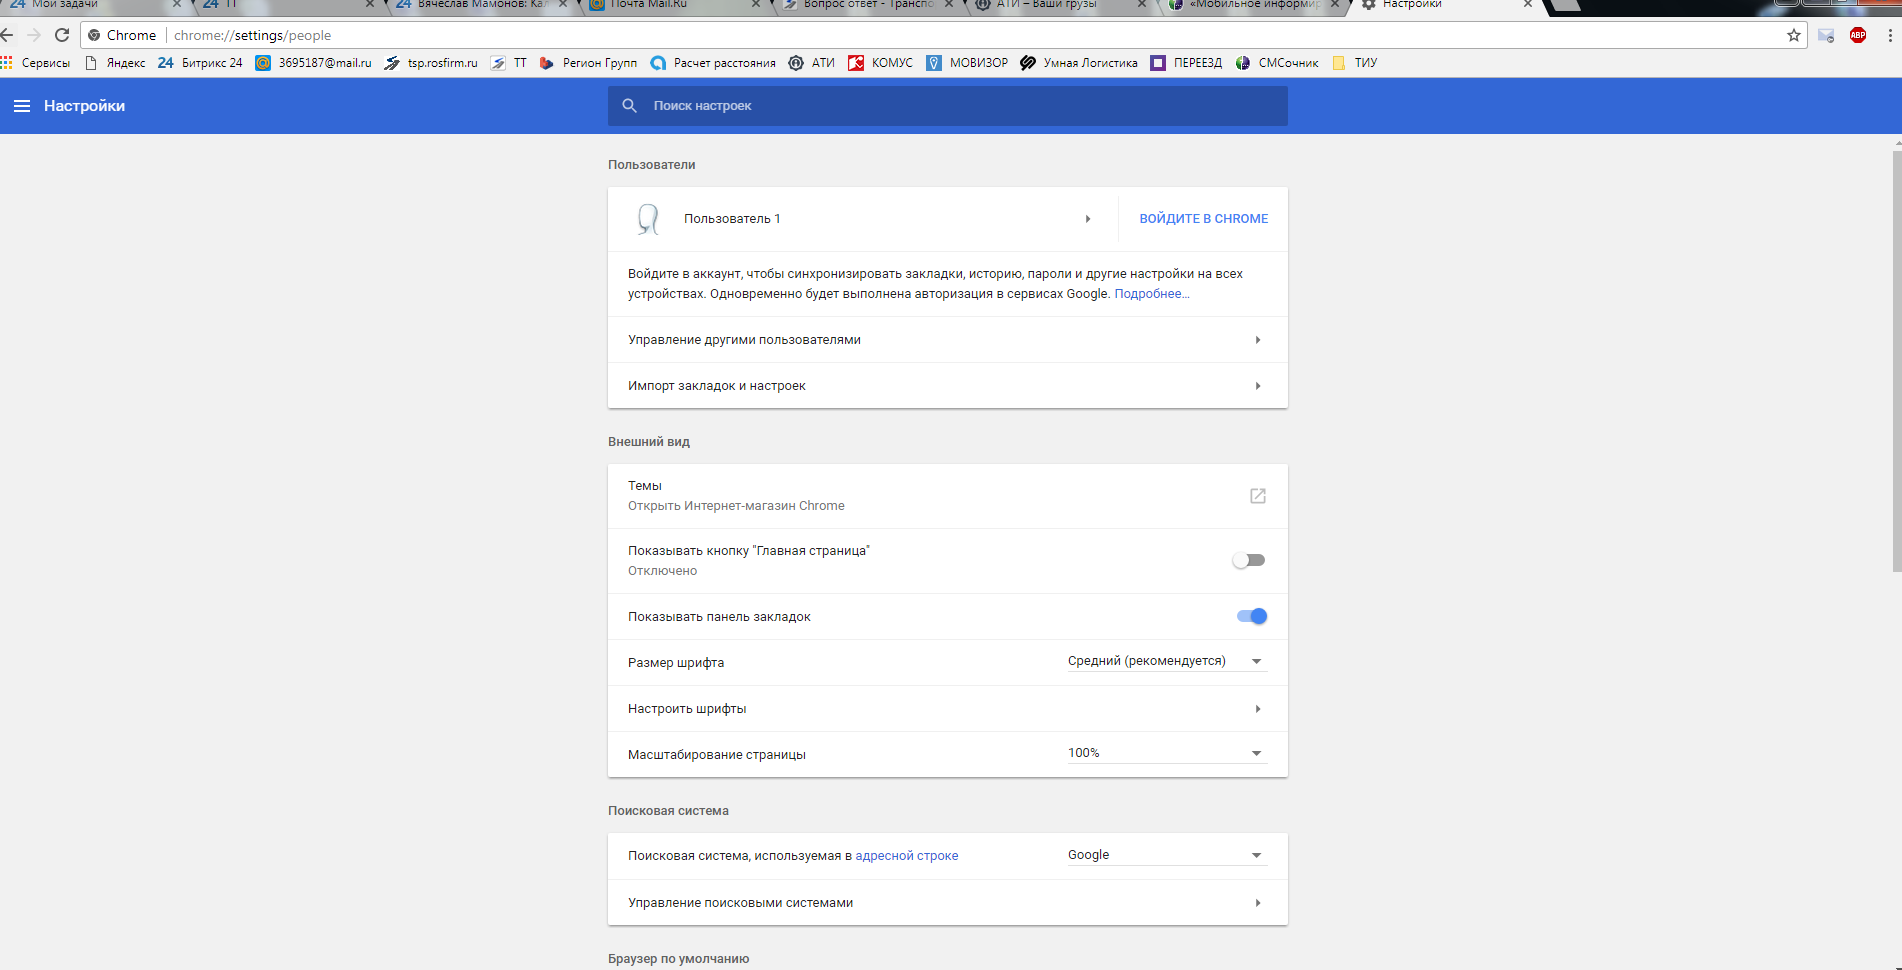 24 Мои задачи
24 ТТ
24 Вячеслав Мамонов: Кал
Почта Mail.Ru
Вопрос ответ - Транспо
АТИ – Ваши грузы
«Мобильное информир
Настройки
Chrome chrome://settings/people
ABP
Сервисы Яндекс 24 Битрикс 24 3695187@mail.ru tsp.rosfirm.ru ТТ Регион Групп Расчет расстояния АТИ КОМУС МОВИЗОР Умная Логистика ПЕРЕЕЗД СМСочник ТИУ
Настройки
Поиск настроек
Пользователи
Пользователь 1
ВОЙДИТЕ В CHROME
Войдите в аккаунт, чтобы синхронизировать закладки, историю, пароли и другие настройки на всех
устройствах. Одновременно будет выполнена авторизация в сервисах Google. Подробнее…
Управление другими пользователями
Импорт закладок и настроек
Внешний вид
Темы
Открыть Интернет-магазин Chrome
Показывать кнопку "Главная страница"
Отключено
Показывать панель закладок
Размер шрифта Средний (рекомендуется)
Настроить шрифты
Масштабирование страницы 100%
Поисковая система
Поисковая система, используемая в адресной строке Google
Управление поисковыми системами
Браузер по умолчанию